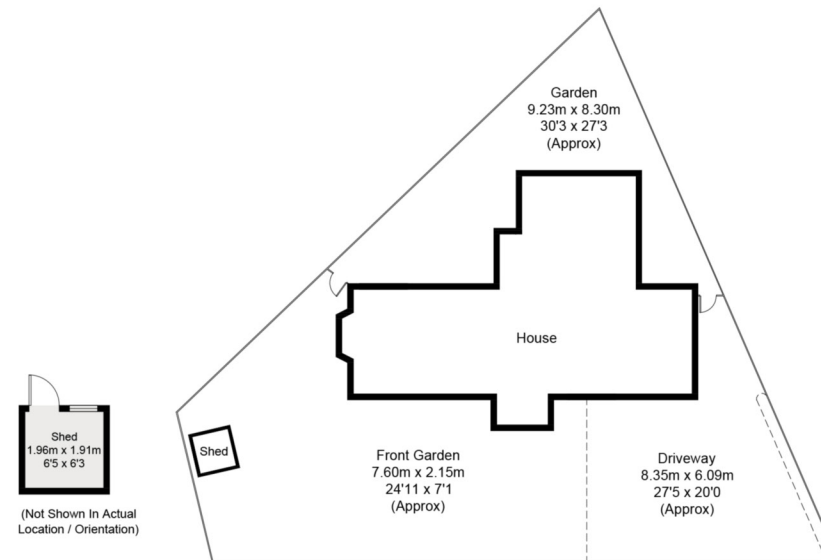 Garden
9.23m x 8.30m
30'3 x 27'3
(Approx)
House
Shed
1.96m x 1.91m
6'5 x 6'3
(Not Shown In Actual
Location / Orientation)
Shed
Front Garden
7.60m x 2.15m
24'11 x 7'1
(Approx)
Driveway
8.35m x 6.09m
27'5 x 20'0
(Approx)